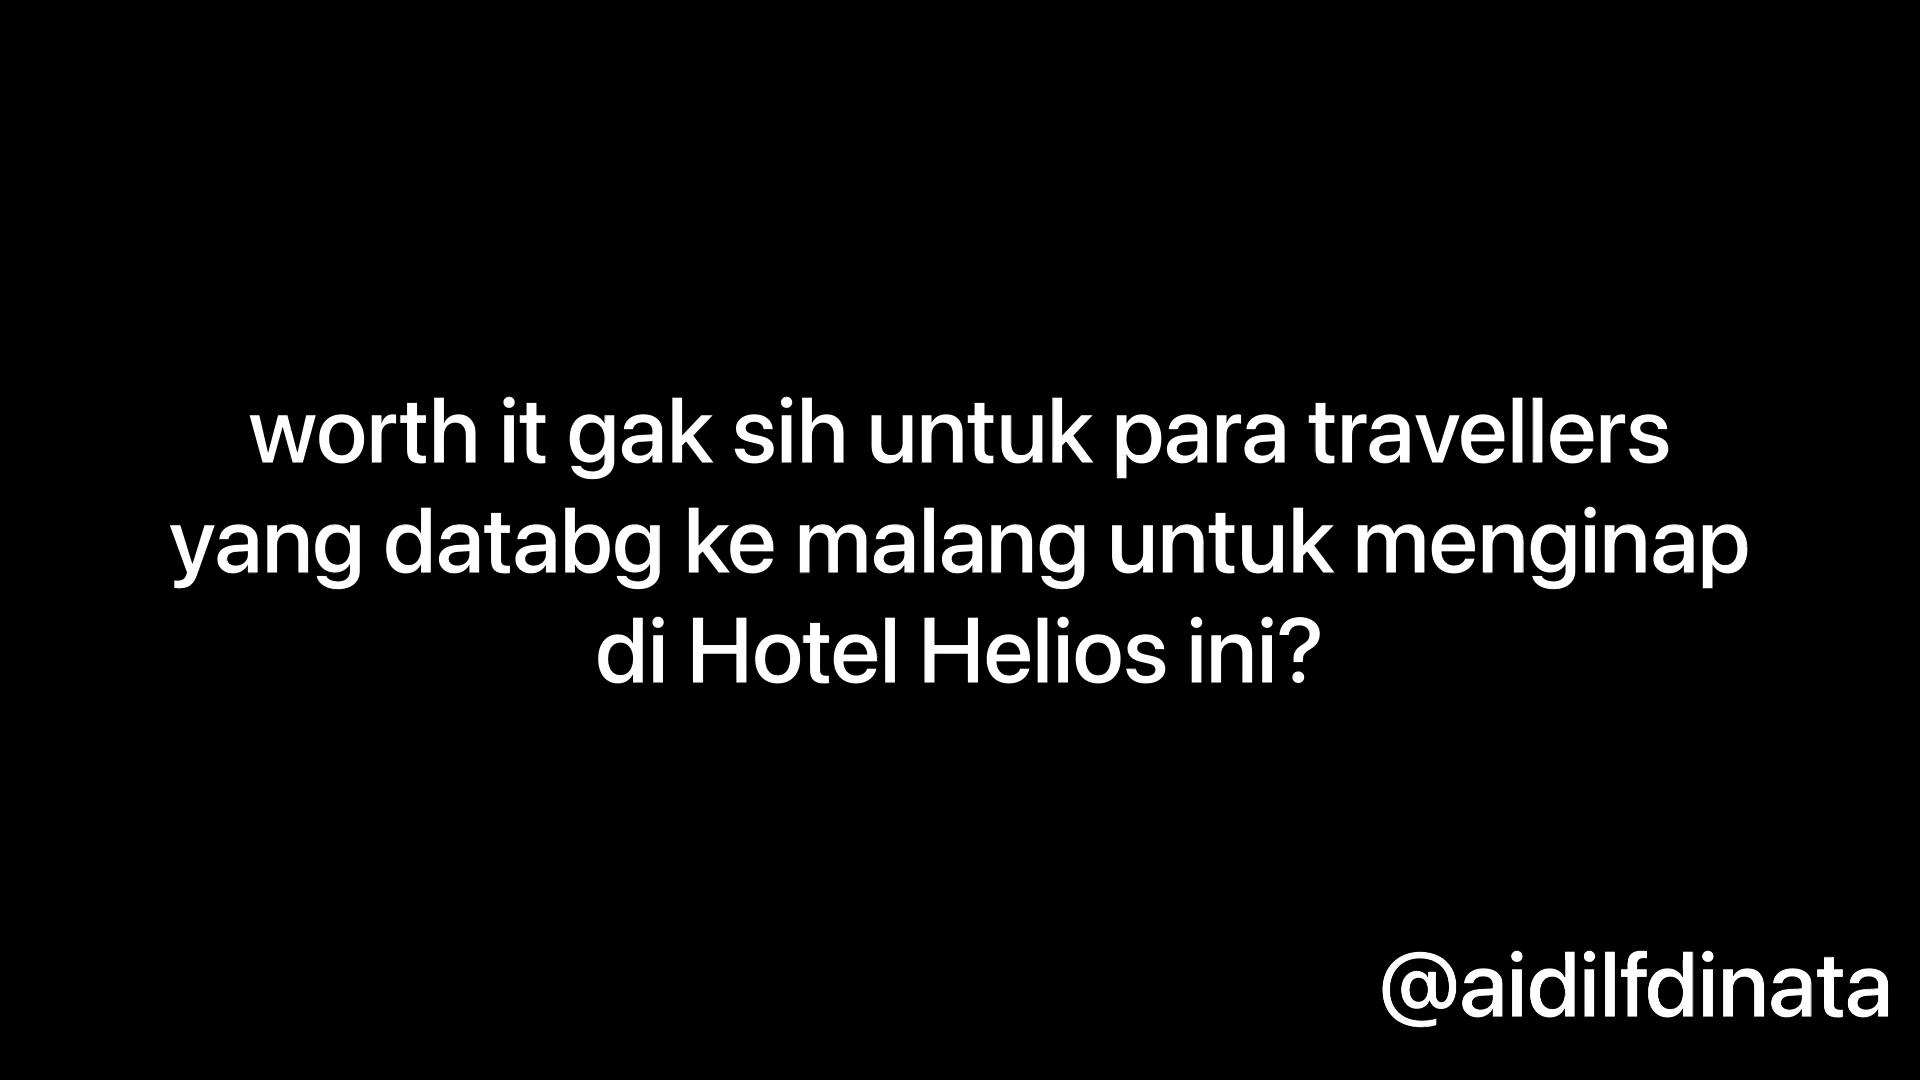 worth it gak sih untuk para travellers
yang databg ke malang untuk menginap
di Hotel Helios ini?
@aidilfdinata